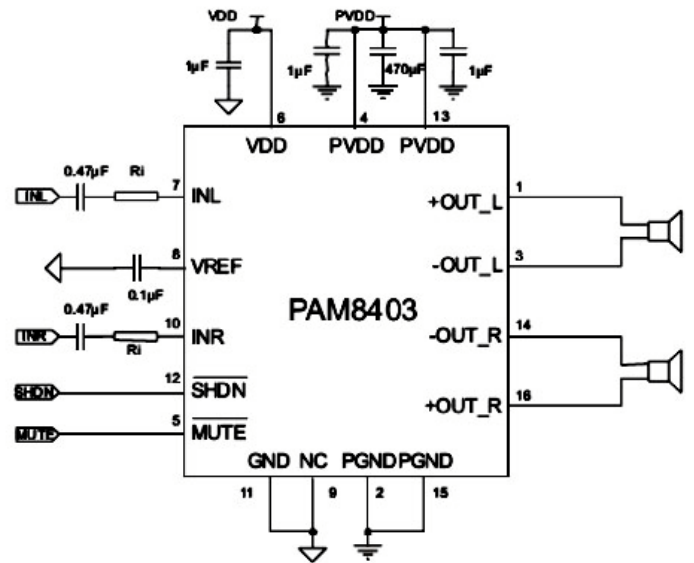 VDD PVDD
1μF 1μF 470μF 1μF
6 4 13
VDD PVDD PVDD
0.47μF Ri
INL 7 INL +OUT_L 1
8 VREF -OUT_L 3
0.1μF
PAM8403
0.47μF
INR 10 INR -OUT_R 14
Ri
SHDN 12 SHDN +OUT_R 16
MUTE 5 MUTE
GND NC PGND PGND
11 9 2 15